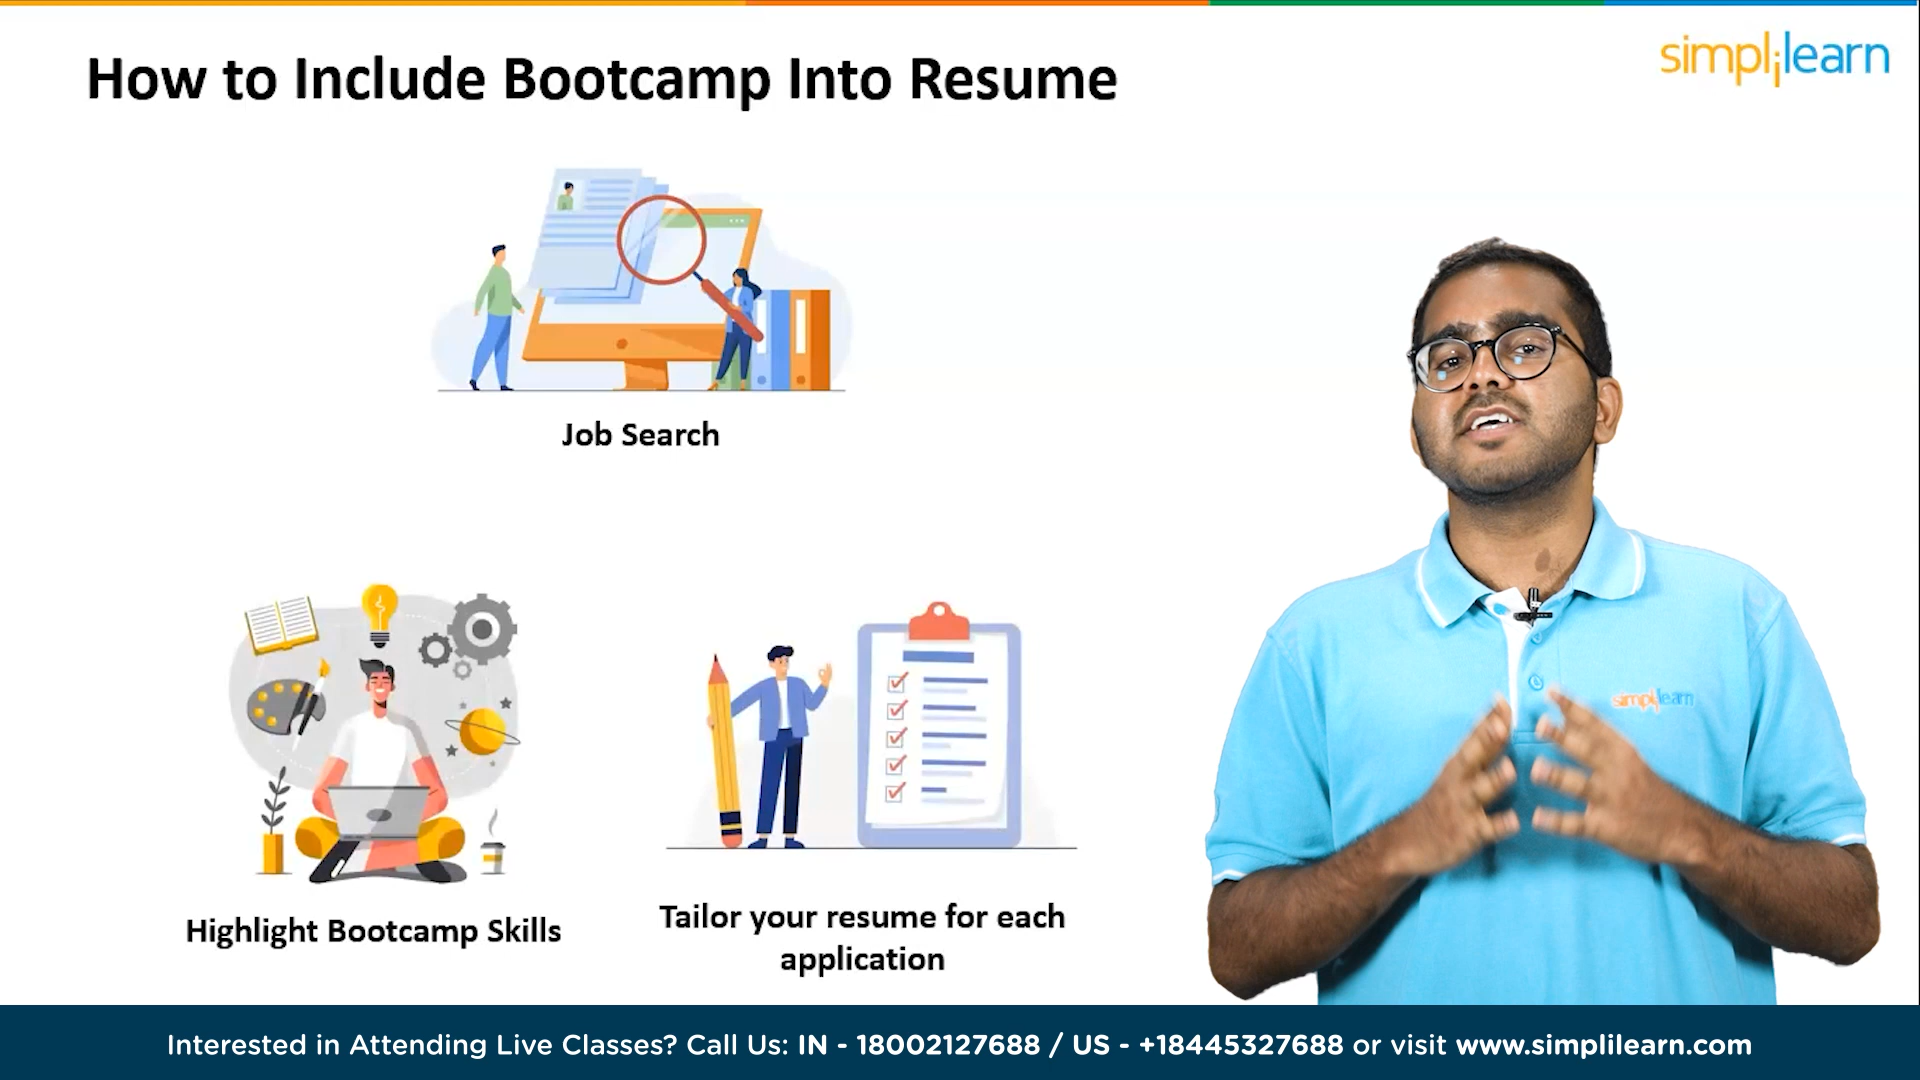 How to Include Bootcamp Into Resume
simplilearn
Job Search
simplilearn
Highlight Bootcamp Skills
Tailor your resume for each
application
Interested in Attending Live Classes? Call Us: IN - 18002127688 / US - +18445327688 or visit www.simplilearn.com